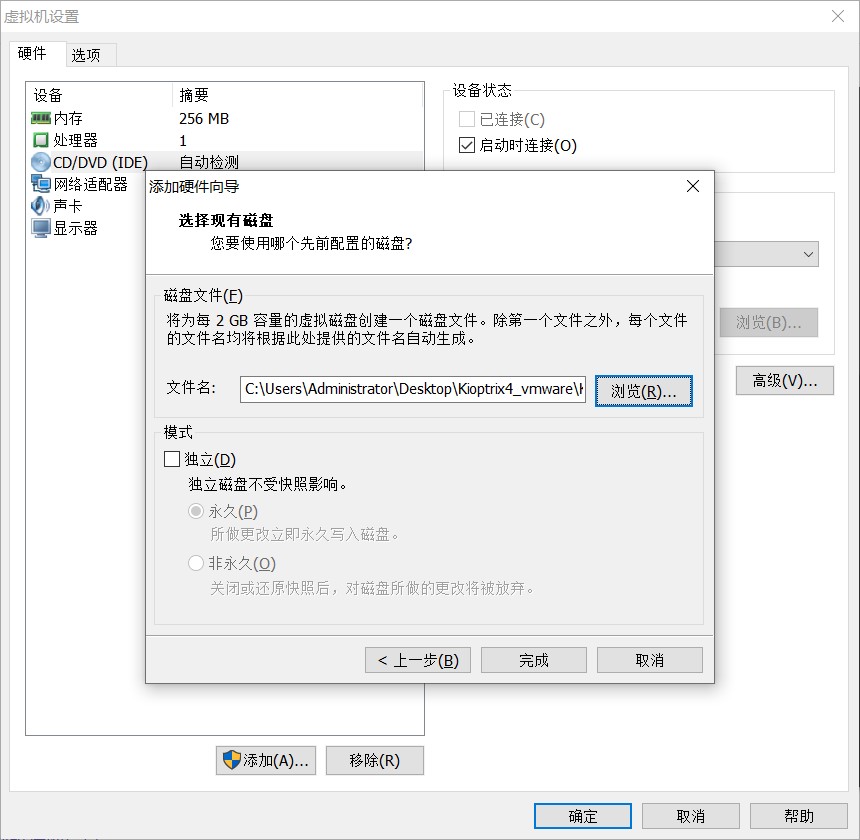 虚拟机设置
硬件 选项
设备 摘要
内存 256 MB
处理器 1
CD/DVD (IDE) 自动检测
网络适配器
声卡
显示器
设备状态
已连接(C)
启动时连接(O)
浏览(B)...
高级(V)...
添加硬件向导
选择现有磁盘
您要使用哪个先前配置的磁盘?
磁盘文件(F)
将为每 2 GB 容量的虚拟磁盘创建一个磁盘文件。除第一个文件之外，每个文件
的文件名均将根据此处提供的文件名自动生成。
文件名: C:\Users\Administrator\Desktop\Kioptrix4_vmware\ 浏览(R)...
模式
独立(D)
独立磁盘不受快照影响。
永久(P)
所做更改立即永久写入磁盘。
非永久(O)
关闭或还原快照后，对磁盘所做的更改将被放弃。
< 上一步(B) 完成 取消
添加(A)... 移除(R)
确定 取消 帮助